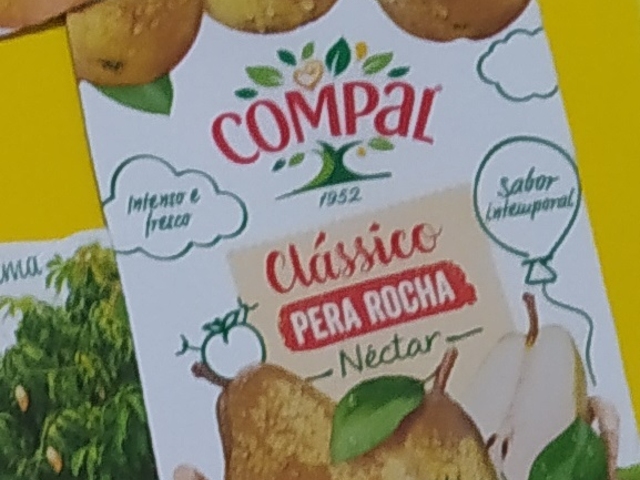 COMPAL
1952
Intenso e
fresco
Sabor
intemporal
Clássico
PERA ROCHA
Néctar